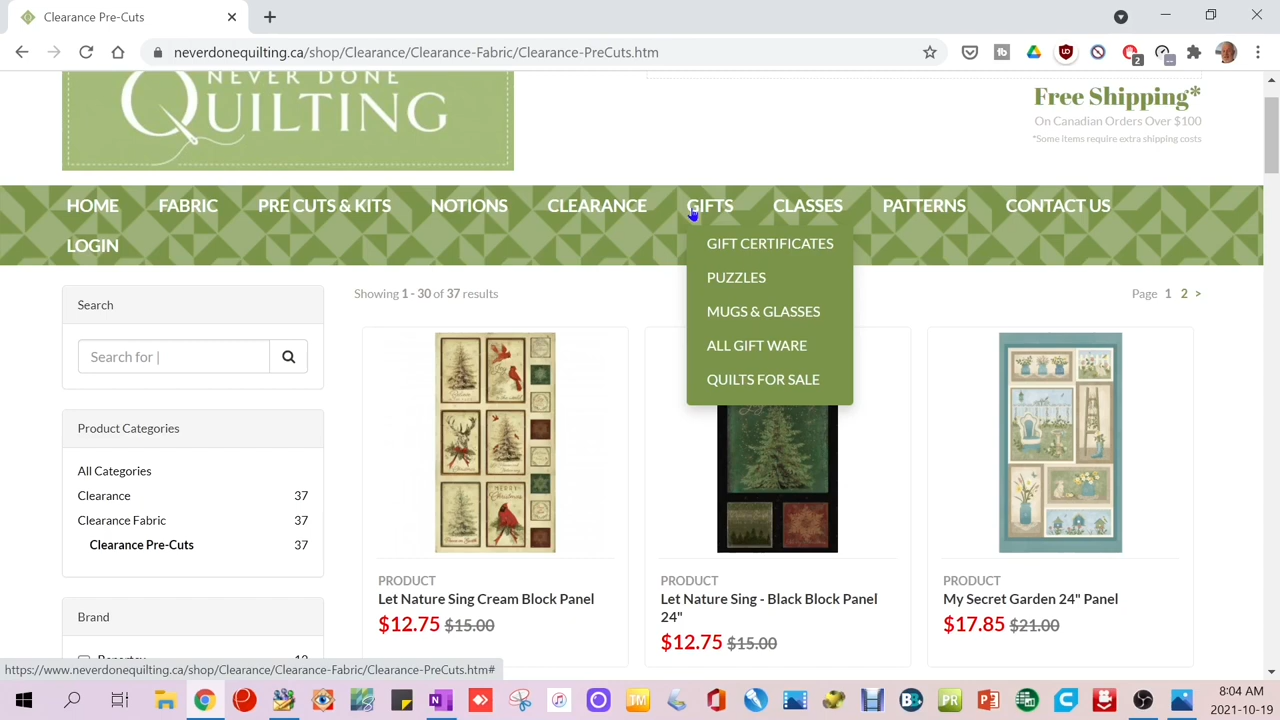 Clearance Pre-Cuts
neverdonequilting.ca/shop/Clearance/Clearance-Fabric/Clearance-PreCuts.htm
2
NEVER DONE
QUILTING
Free Shipping*
On Canadian Orders Over $100
*Some items require extra shipping costs
HOME FABRIC PRE CUTS & KITS NOTIONS CLEARANCE GIFTS CLASSES PATTERNS CONTACT US
LOGIN
GIFT CERTIFICATES
PUZZLES
MUGS & GLASSES
ALL GIFT WARE
QUILTS FOR SALE
Search
Search for |
Product Categories
All Categories
Clearance 37
Clearance Fabric 37
Clearance Pre-Cuts 37
Brand
Showing 1 - 30 of 37 results
Page 1 2 >
PRODUCT
Let Nature Sing Cream Block Panel
$12.75 $15.00
PRODUCT
Let Nature Sing - Black Block Panel
24"
$12.75 $15.00
PRODUCT
My Secret Garden 24" Panel
$17.85 $21.00
https://www.neverdonequilting.ca/shop/Clearance/Clearance-Fabric/Clearance-PreCuts.htm#
8:04 AM
2021-10-19